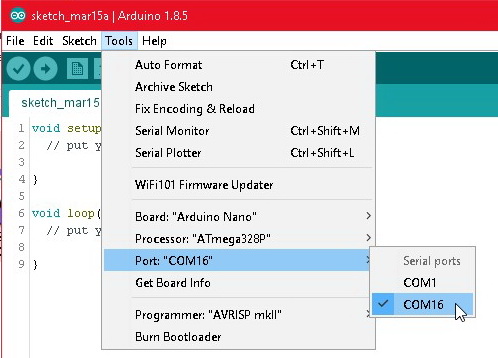 sketch_mar15a | Arduino 1.8.5
File Edit Sketch Tools Help
Auto Format Ctrl+T
Archive Sketch
sketch_mar15
Fix Encoding & Reload
1 void setup
Serial Monitor Ctrl+Shift+M
2 // put y
Serial Plotter Ctrl+Shift+L
3
4 }
WiFi101 Firmware Updater
5
6 void loop(
Board: "Arduino Nano"
7 // put y
Processor: "ATmega328P"
8
Port: "COM16"
Serial ports
9 }
Get Board Info
COM1
COM16
Programmer: "AVRISP mkII"
Burn Bootloader